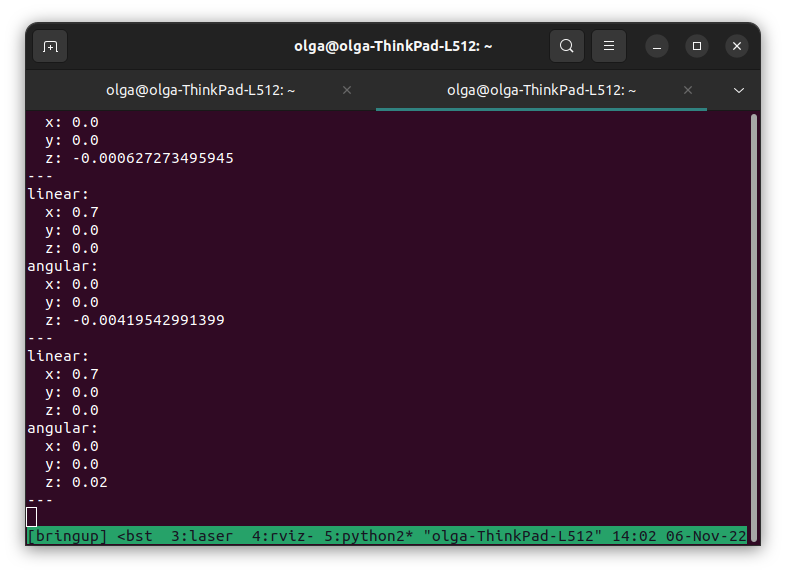 olga@olga-ThinkPad-L512: ~
olga@olga-ThinkPad-L512: ~ olga@olga-ThinkPad-L512: ~
  x: 0.0
  y: 0.0
  z: -0.000627273495945
---
linear:
  x: 0.7
  y: 0.0
  z: 0.0
angular:
  x: 0.0
  y: 0.0
  z: -0.00419542991399
---
linear:
  x: 0.7
  y: 0.0
  z: 0.0
angular:
  x: 0.0
  y: 0.0
  z: 0.02
---
[bringup] <bst  3:laser  4:rviz- 5:python2* "olga-ThinkPad-L512" 14:02 06-Nov-22